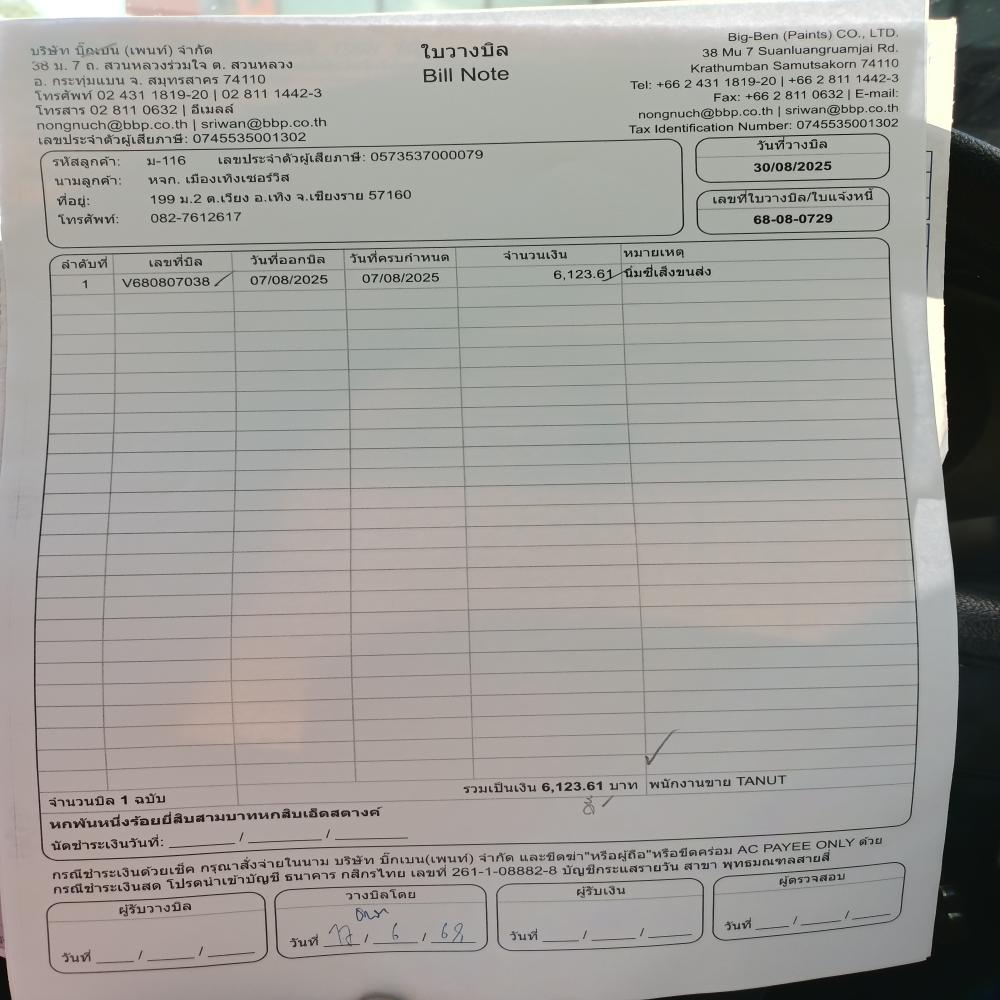 บริษัท บิ๊กเบน (เพนท์) จำกัด
38 ม. 7 ถ. สวนหลวงร่วมใจ ต. สวนหลวง
อ. กระทุ่มแบน จ. สมุทรสาคร 74110
โทรศัพท์ 02 431 1819-20 | 02 811 1442-3
โทรสาร 02 811 0632 | อีเมลล์
nongnuch@bbp.co.th | sriwan@bbp.co.th
เลขประจำตัวผู้เสียภาษี: 0745535001302
ใบวางบิล
Bill Note
Big-Ben (Paints) CO., LTD.
38 Mu 7 Suanluangruamjai Rd.
Krathumban Samutsakorn 74110
Tel: +66 2 431 1819-20 | +66 2 811 1442-3
Fax: +66 2 811 0632 | E-mail:
nongnuch@bbp.co.th | sriwan@bbp.co.th
Tax Identification Number: 0745535001302
รหัสลูกค้า: ม-116 เลขประจำตัวผู้เสียภาษี: 0573537000079
นามลูกค้า: หจก. เมืองเทิงเซอร์วิส
ที่อยู่: 199 ม.2 ต.เวียง อ.เทิง จ.เชียงราย 57160
โทรศัพท์: 082-7612617
วันที่วางบิล
30/08/2025
เลขที่ใบวางบิล/ใบแจ้งหนี้
68-08-0729
ลำดับที่ เลขที่บิล วันที่ออกบิล วันที่ครบกำหนด จำนวนเงิน หมายเหตุ
1 V680807038 07/08/2025 07/08/2025 6,123.61 นิ่มซี่เส็งขนส่ง
รวมเป็นเงิน 6,123.61 บาท พนักงานขาย TANUT
จำนวนบิล 1 ฉบับ
หกพันหนึ่งร้อยยี่สิบสามบาทหกสิบเอ็ดสตางค์
นัดชำระเงินวันที่: ____/____/____
กรณีชำระเงินด้วยเช็ค กรุณาสั่งจ่ายในนาม บริษัท บิ๊กเบน(เพนท์) จำกัด และขีดฆ่า"หรือผู้ถือ"หรือขีดคร่อม AC PAYEE ONLY ด้วย
กรณีชำระเงินสด โปรดนำเข้าบัญชี ธนาคาร กสิกรไทย เลขที่ 261-1-08882-8 บัญชีกระแสรายวัน สาขา พุทธมณฑลสายสี่
ผู้รับวางบิล
วันที่ ____/____/____
วางบิลโดย
วันที่ / 6 /
ผู้รับเงิน
วันที่ ____/____/____
ผู้ตรวจสอบ
วันที่ ____/____/____